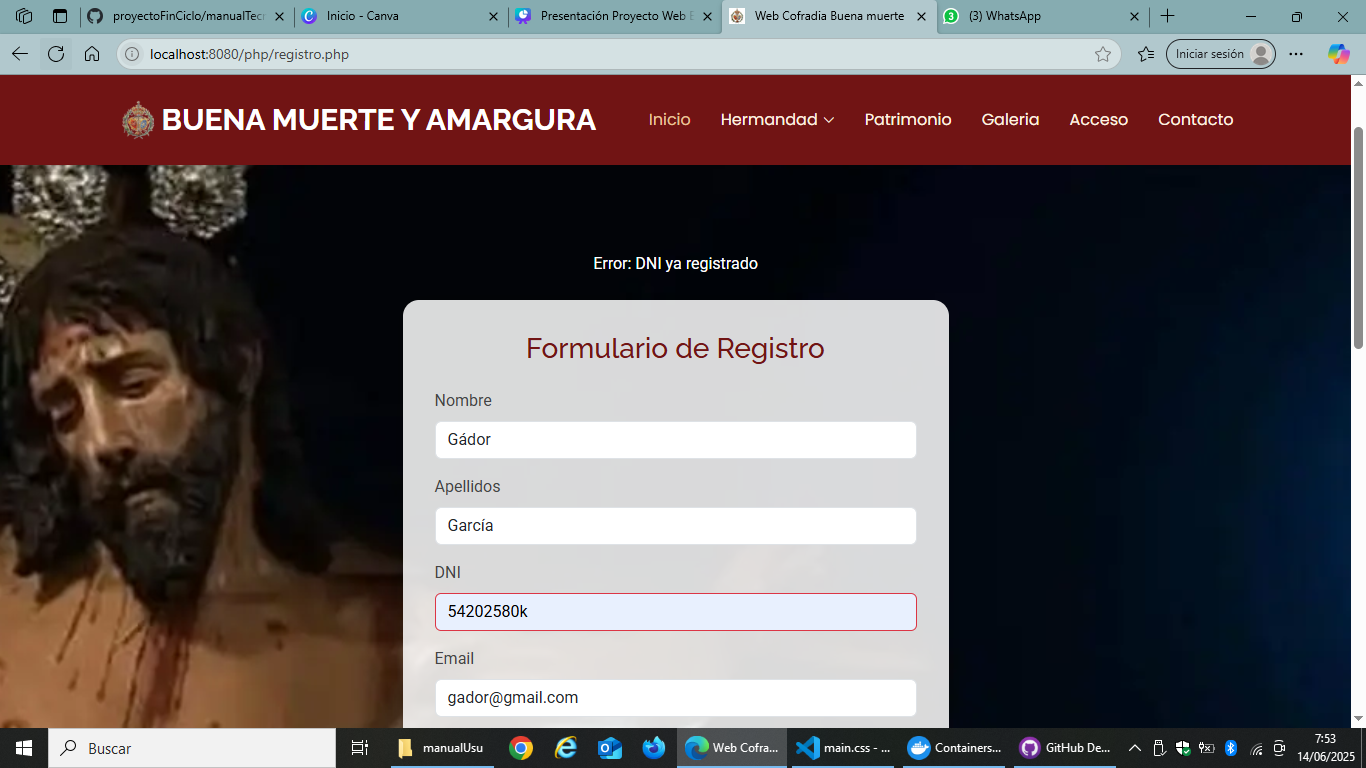 proyectoFinCiclo/manualTecn
Inicio - Canva
Presentación Proyecto Web
Web Cofradia Buena muerte
(3) WhatsApp
localhost:8080/php/registro.php
Iniciar sesión
BUENA MUERTE Y AMARGURA
Inicio
Hermandad
Patrimonio
Galeria
Acceso
Contacto
Error: DNI ya registrado
Formulario de Registro
Nombre
Gádor
Apellidos
García
DNI
54202580k
Email
gador@gmail.com
Buscar
manualUsu
Web Cofra...
main.css - ...
Containers...
GitHub De...
7:53
14/06/2025